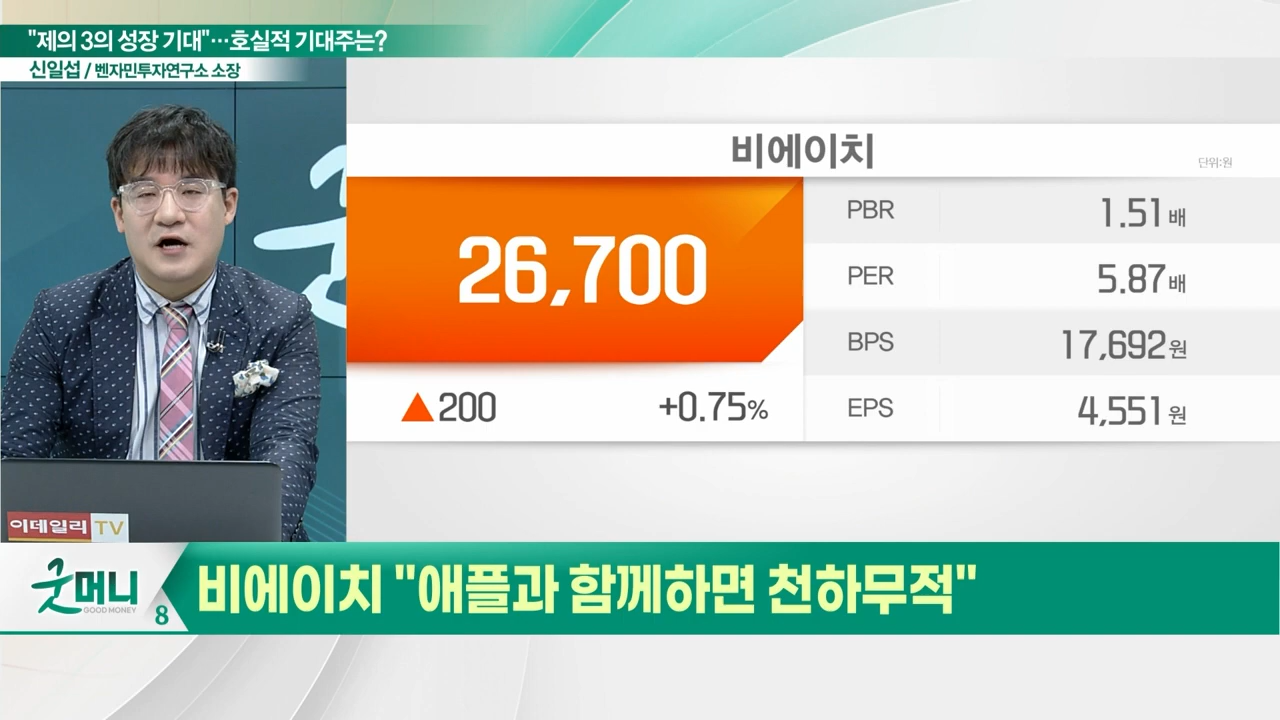 "제의 3의 성장 기대"…호실적 기대주는?
신일섭 / 벤자민투자연구소 소장
비에이치
단위:원
26,700
▲200 +0.75%
PBR 1.51배
PER 5.87배
BPS 17,692원
EPS 4,551원
이데일리 TV
굿머니
GOOD MONEY
8
비에이치 "애플과 함께하면 천하무적"